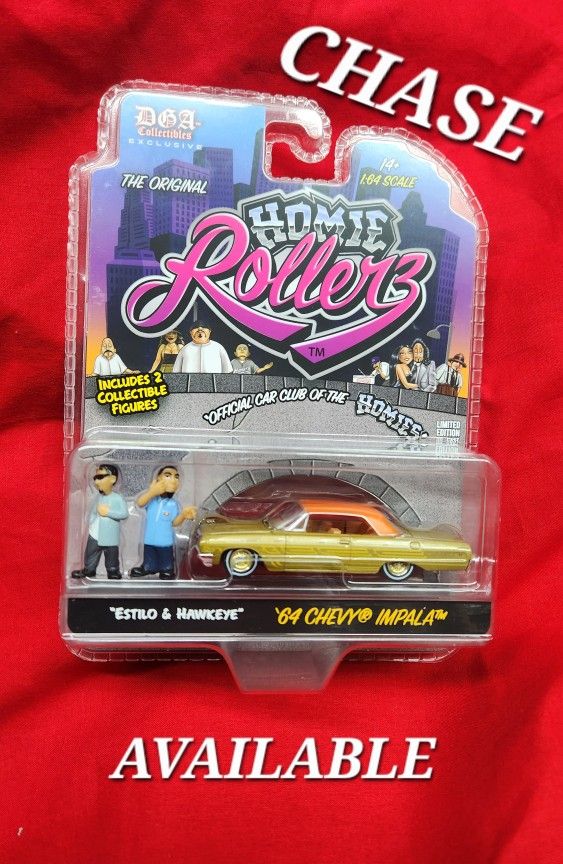 CHASE
DGA
Collectibles
EXCLUSIVE
THE ORIGINAL
14+
1:64 SCALE
HOMIE
Rollerz
TM
INCLUDES 2
COLLECTIBLE
FIGURES
"OFFICIAL CAR CLUB OF THE HOMIES"
LIMITED
EDITION
"ESTILO & HAWKEYE"
'64 CHEVY® IMPALA™
AVAILABLE